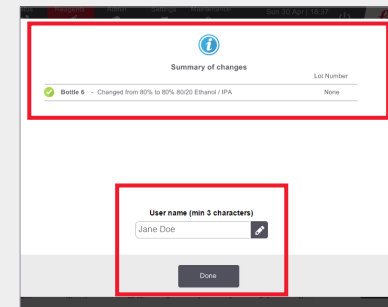 Sun 30 Apr | 16:17
Summary of changes
Lot Number
Bottle 6 - Changed from 80% to 80% 80/20 Ethanol / IPA None
User name (min 3 characters)
Jane Doe
Done